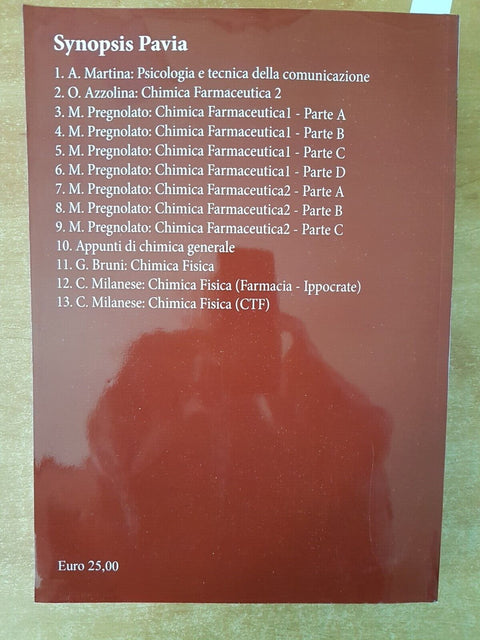 Synopsis Pavia
1. A. Martina: Psicologia e tecnica della comunicazione
2. O. Azzolina: Chimica Farmaceutica 2
3. M. Pregnolato: Chimica Farmaceutica1 - Parte A
4. M. Pregnolato: Chimica Farmaceutica1 - Parte B
5. M. Pregnolato: Chimica Farmaceutica1 - Parte C
6. M. Pregnolato: Chimica Farmaceutica1 - Parte D
7. M. Pregnolato: Chimica Farmaceutica2 - Parte A
8. M. Pregnolato: Chimica Farmaceutica2 - Parte B
9. M. Pregnolato: Chimica Farmaceutica2 - Parte C
10. Appunti di chimica generale
11. G. Bruni: Chimica Fisica
12. C. Milanese: Chimica Fisica (Farmacia - Ippocrate)
13. C. Milanese: Chimica Fisica (CTF)
Euro 25,00